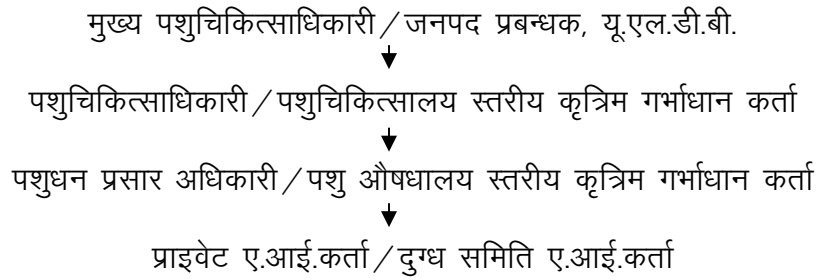 मुख्य पशुचिकित्साधिकारी/जनपद प्रबन्धक, यू.एल.डी.बी.
पशुचिकित्साधिकारी/पशुचिकित्सालय स्तरीय कृत्रिम गर्भाधान कर्ता
पशुधन प्रसार अधिकारी/पशु औषधालय स्तरीय कृत्रिम गर्भाधान कर्ता
प्राइवेट ए.आई.कर्ता/दुग्ध समिति ए.आई.कर्ता